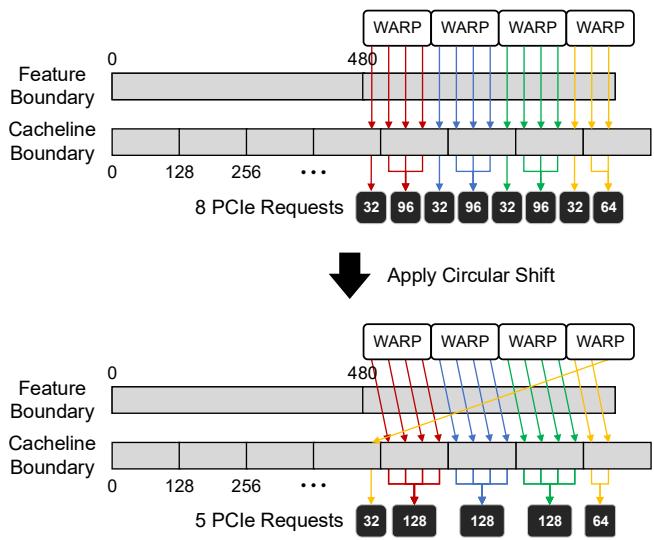 WARP WARP WARP WARP
0 480
Feature
Boundary
Cacheline
Boundary
0 128 256 •••
8 PCIe Requests 32 96 32 96 32 96 32 64
Apply Circular Shift
WARP WARP WARP WARP
0 480
Feature
Boundary
Cacheline
Boundary
0 128 256 •••
5 PCIe Requests 32 128 128 128 64